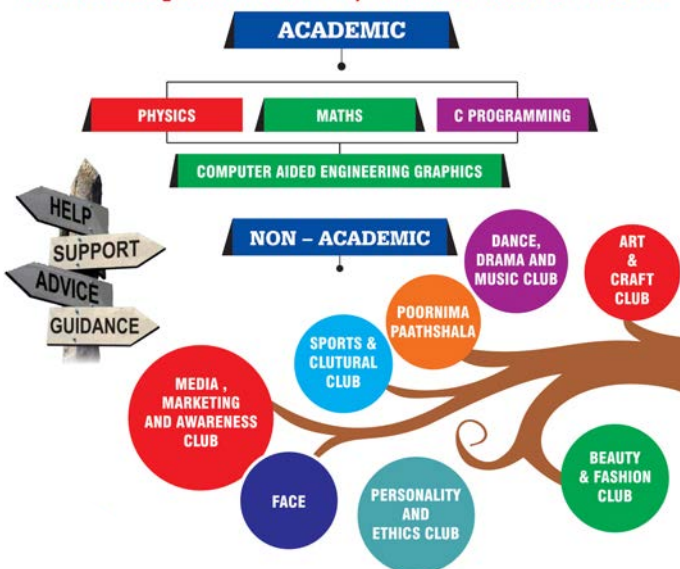 ACADEMIC
PHYSICS
MATHS
C PROGRAMMING
COMPUTER AIDED ENGINEERING GRAPHICS
HELP
SUPPORT
ADVICE
GUIDANCE
NON – ACADEMIC
DANCE,
DRAMA AND
MUSIC CLUB
ART
&
CRAFT
CLUB
POORNIMA
PAATHSHALA
SPORTS &
CLUTURAL
CLUB
MEDIA ,
MARKETING
AND AWARENESS
CLUB
FACE
PERSONALITY
AND
ETHICS CLUB
BEAUTY
& FASHION
CLUB